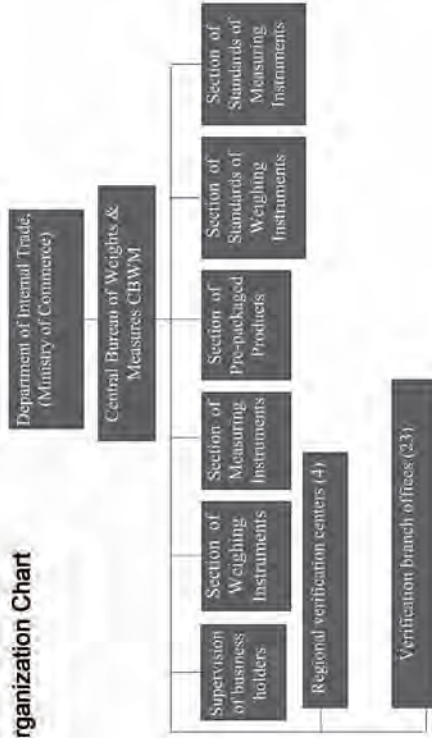 rganization Chart
Department of Internal Trade,
(Ministry of Commerce)
Central Bureau of Weights &
Measures CBWM
Supervision
of business
holders
Section of
Weighing
Instruments
Section of
Measuring
Instruments
Section of
Pre-packaged
Products
Section of
Standards of
Weighing
Instruments
Section of
Standards of
Measuring
Instruments
Regional verification centers (4)
Verification branch offices (23)